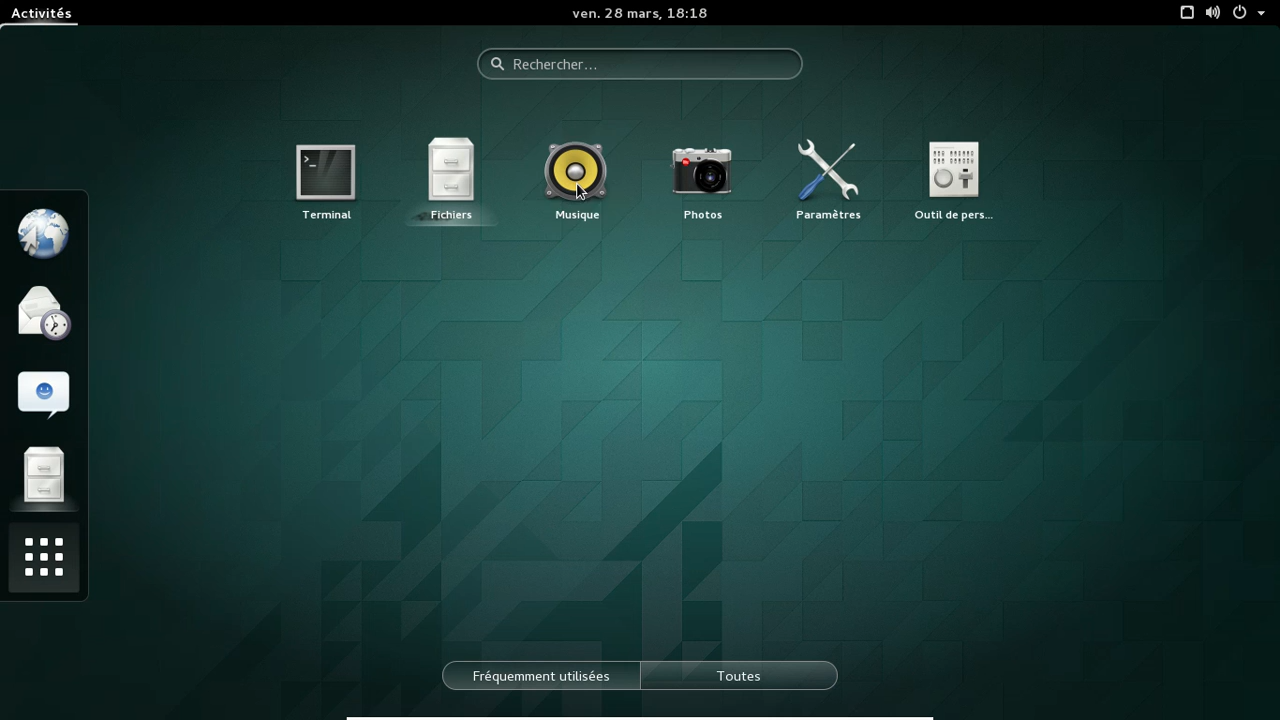 Activités
ven. 28 mars, 18:18
Rechercher...
Terminal
Fichiers
Musique
Photos
Paramètres
Outil de pers...
Fréquemment utilisées
Toutes